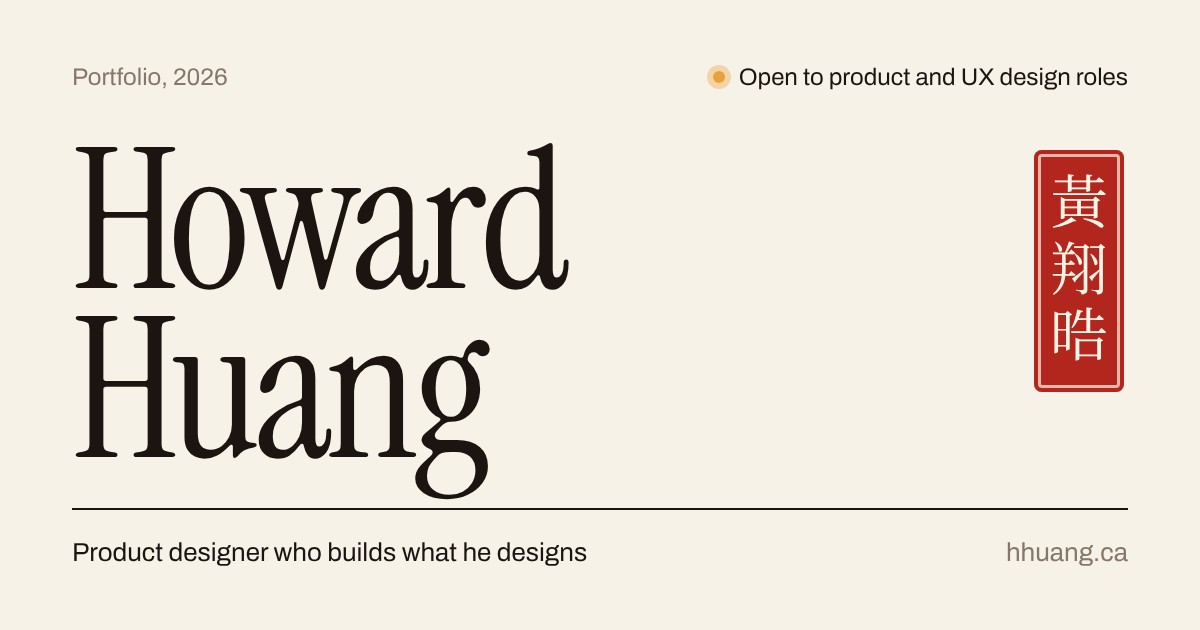 Portfolio, 2026
Open to product and UX design roles
Howard
Huang
黃翔晧
Product designer who builds what he designs
hhuang.ca